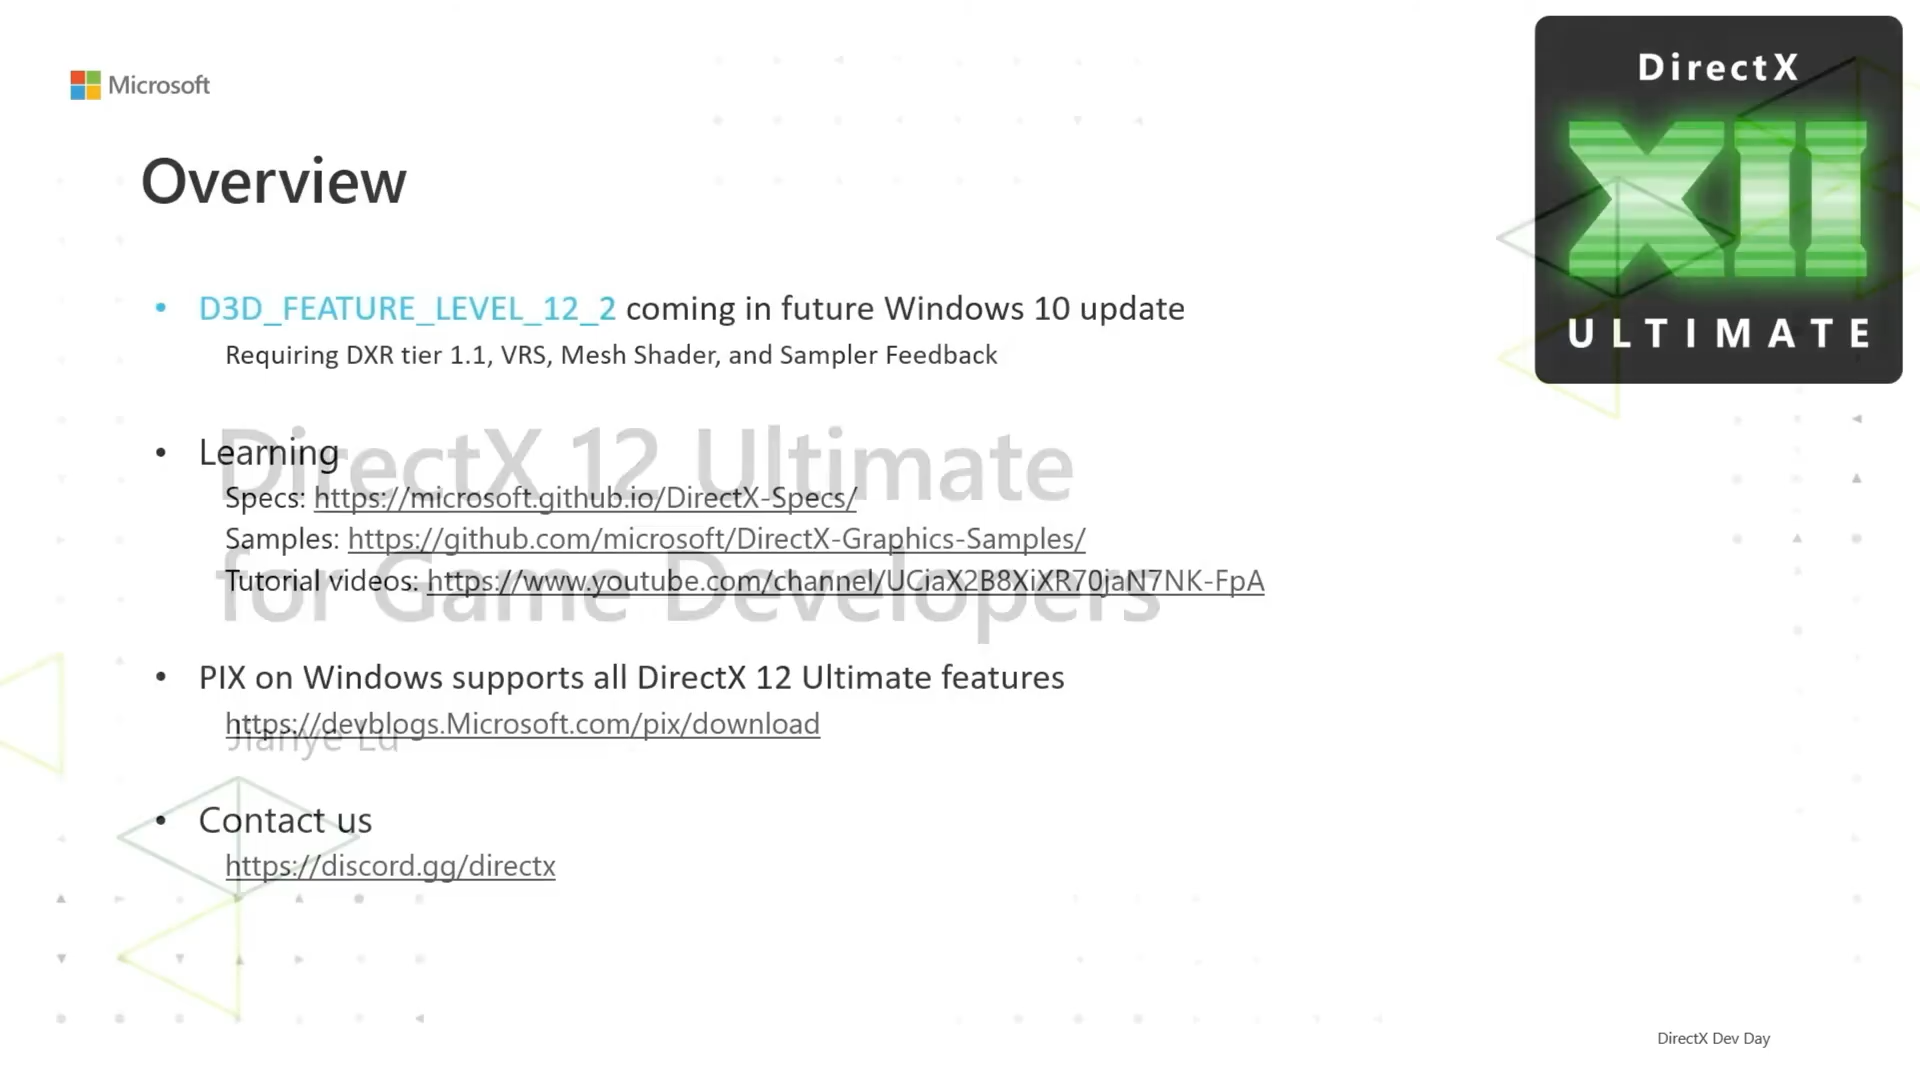 Microsoft
DirectX
XII
ULTIMATE
Overview
• D3D_FEATURE_LEVEL_12_2 coming in future Windows 10 update
Requiring DXR tier 1.1, VRS, Mesh Shader, and Sampler Feedback
• Learning
DirectX 12 Ultimate
Specs: https://microsoft.github.io/DirectX-Specs/
Samples: https://github.com/microsoft/DirectX-Graphics-Samples/
for Game Developers
Tutorial videos: https://www.youtube.com/channel/UCiaX2B8XiXR70jaN7NK-FpA
• PIX on Windows supports all DirectX 12 Ultimate features
https://devblogs.Microsoft.com/pix/download
Jianye Lu
• Contact us
https://discord.gg/directx
DirectX Dev Day